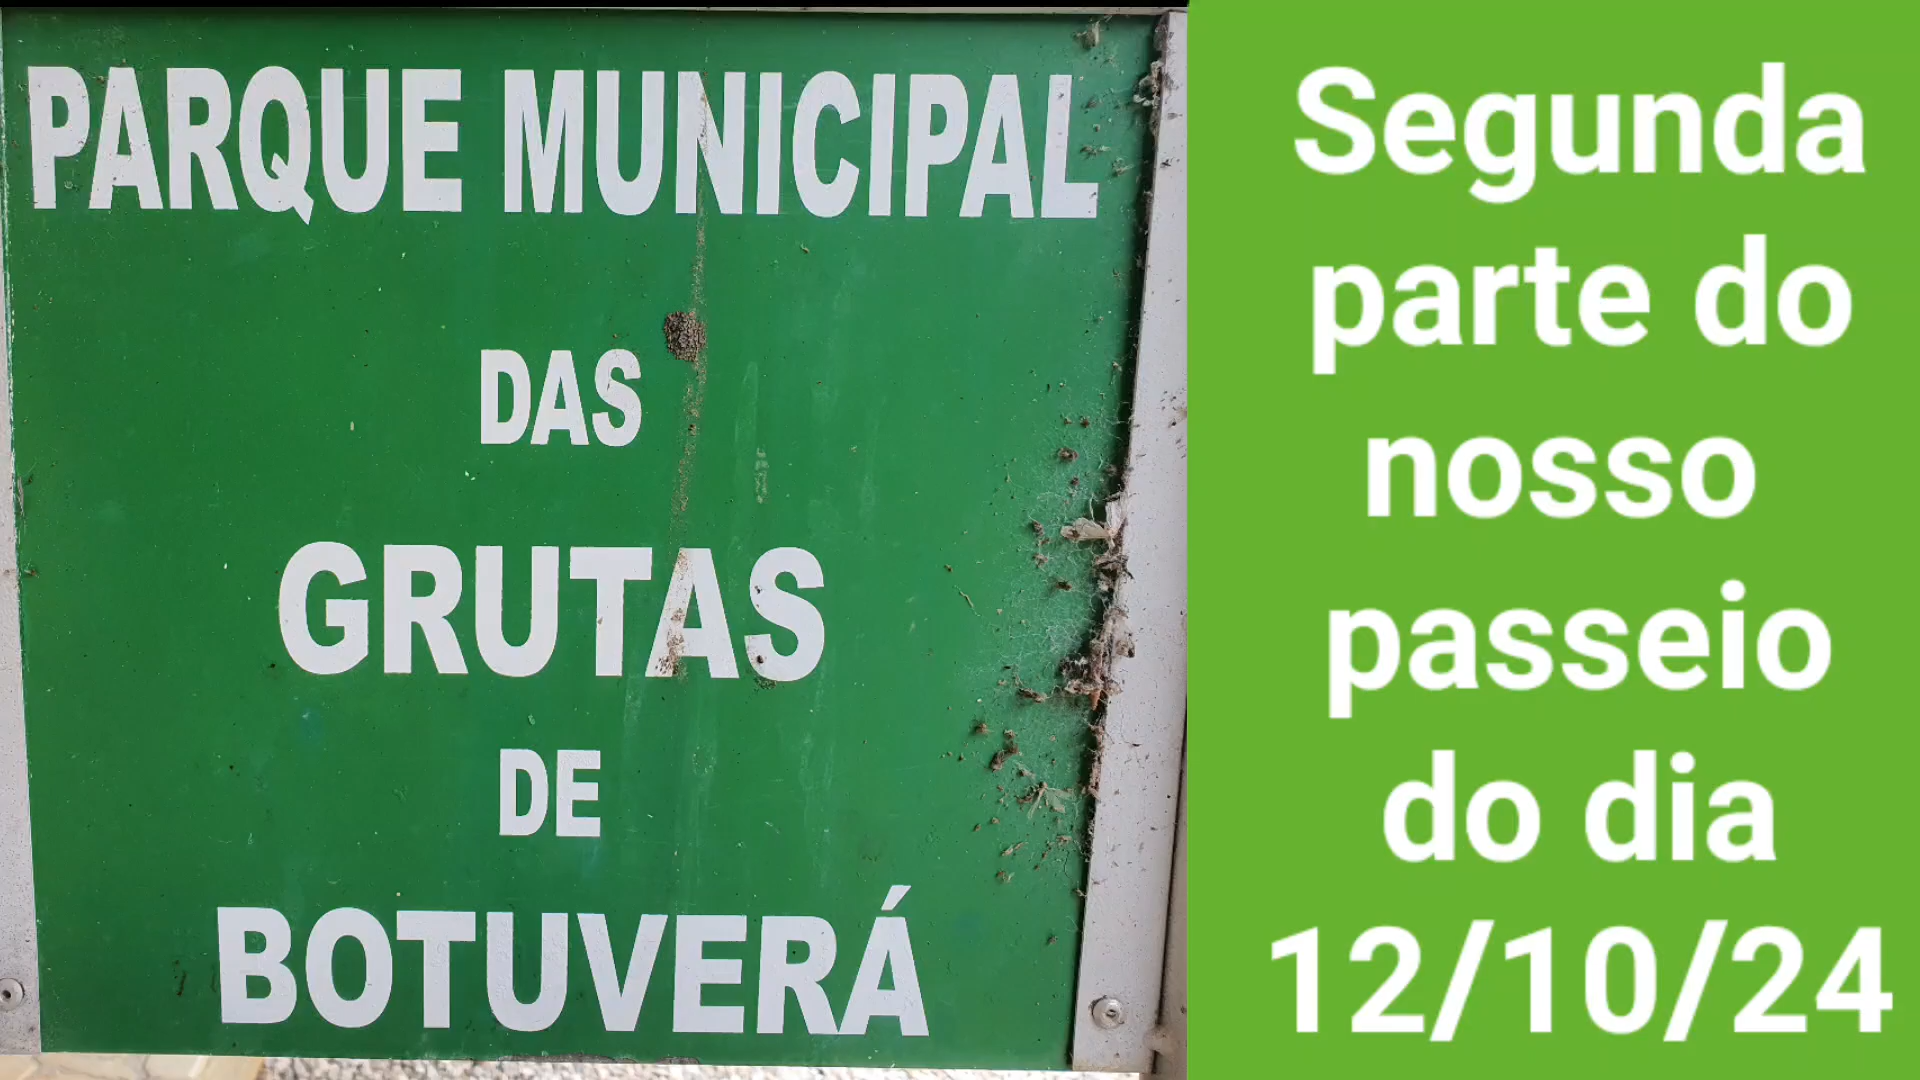 PARQUE MUNICIPAL
DAS
GRUTAS
DE
BOTUVERÁ
Segunda
parte do
nosso
passeio
do dia
12/10/24